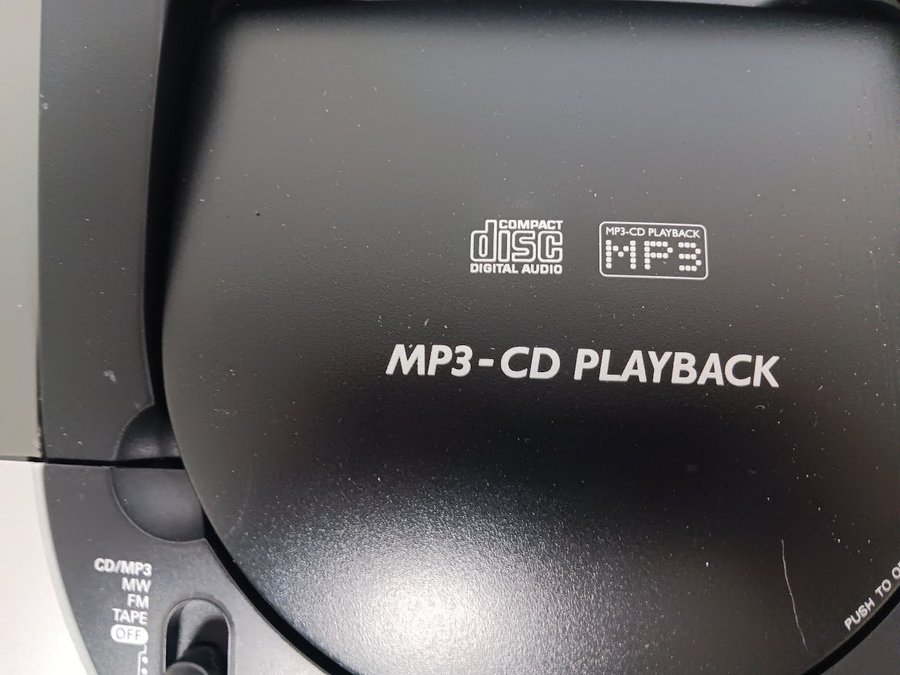 COMPACT
disc
DIGITAL AUDIO
MP3-CD PLAYBACK
MP3
MP3-CD PLAYBACK
CD/MP3
MW
FM
TAPE
OFF
PUSH TO